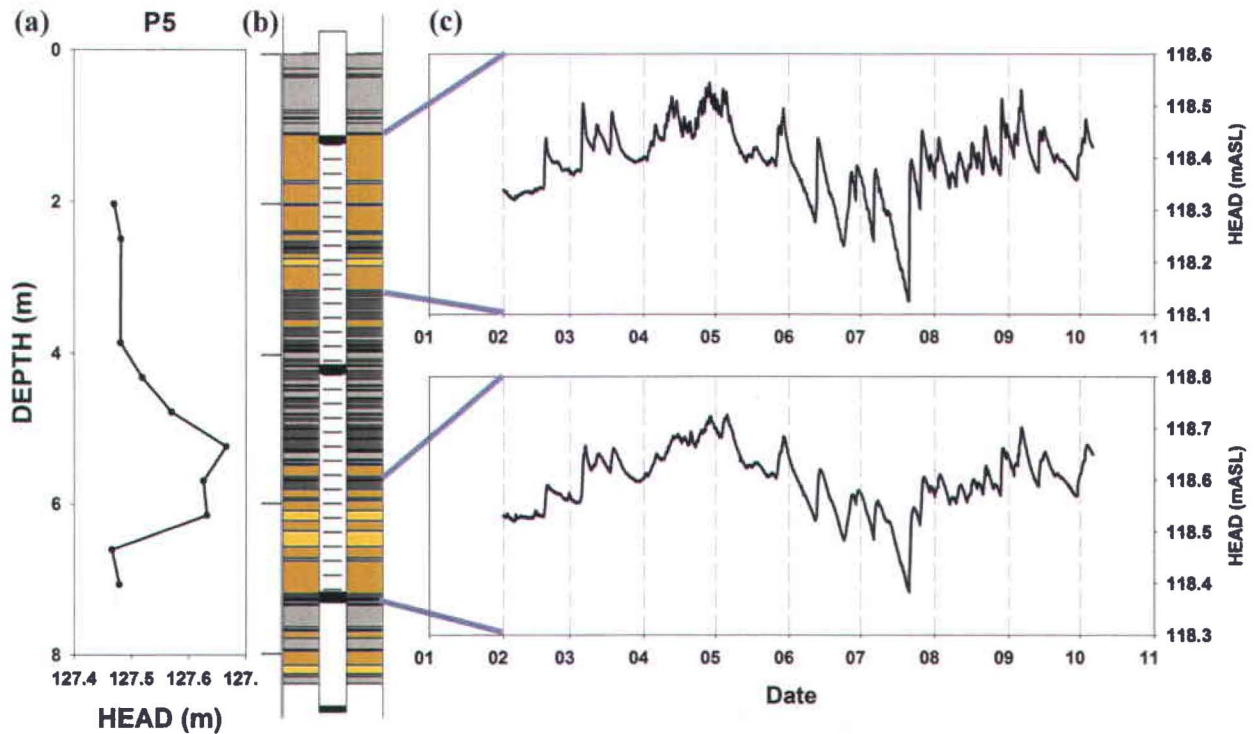 (a)
P5
(b)
(c)
0
2
4
6
8
DEPTH (m)
127.4 127.5 127.6 127.
HEAD (m)
118.6
118.5
118.4
118.3
118.2
118.1
HEAD (mASL)
01 02 03 04 05 06 07 08 09 10 11
118.8
118.7
118.6
118.5
118.4
118.3
HEAD (mASL)
01 02 03 04 05 06 07 08 09 10 11
Date